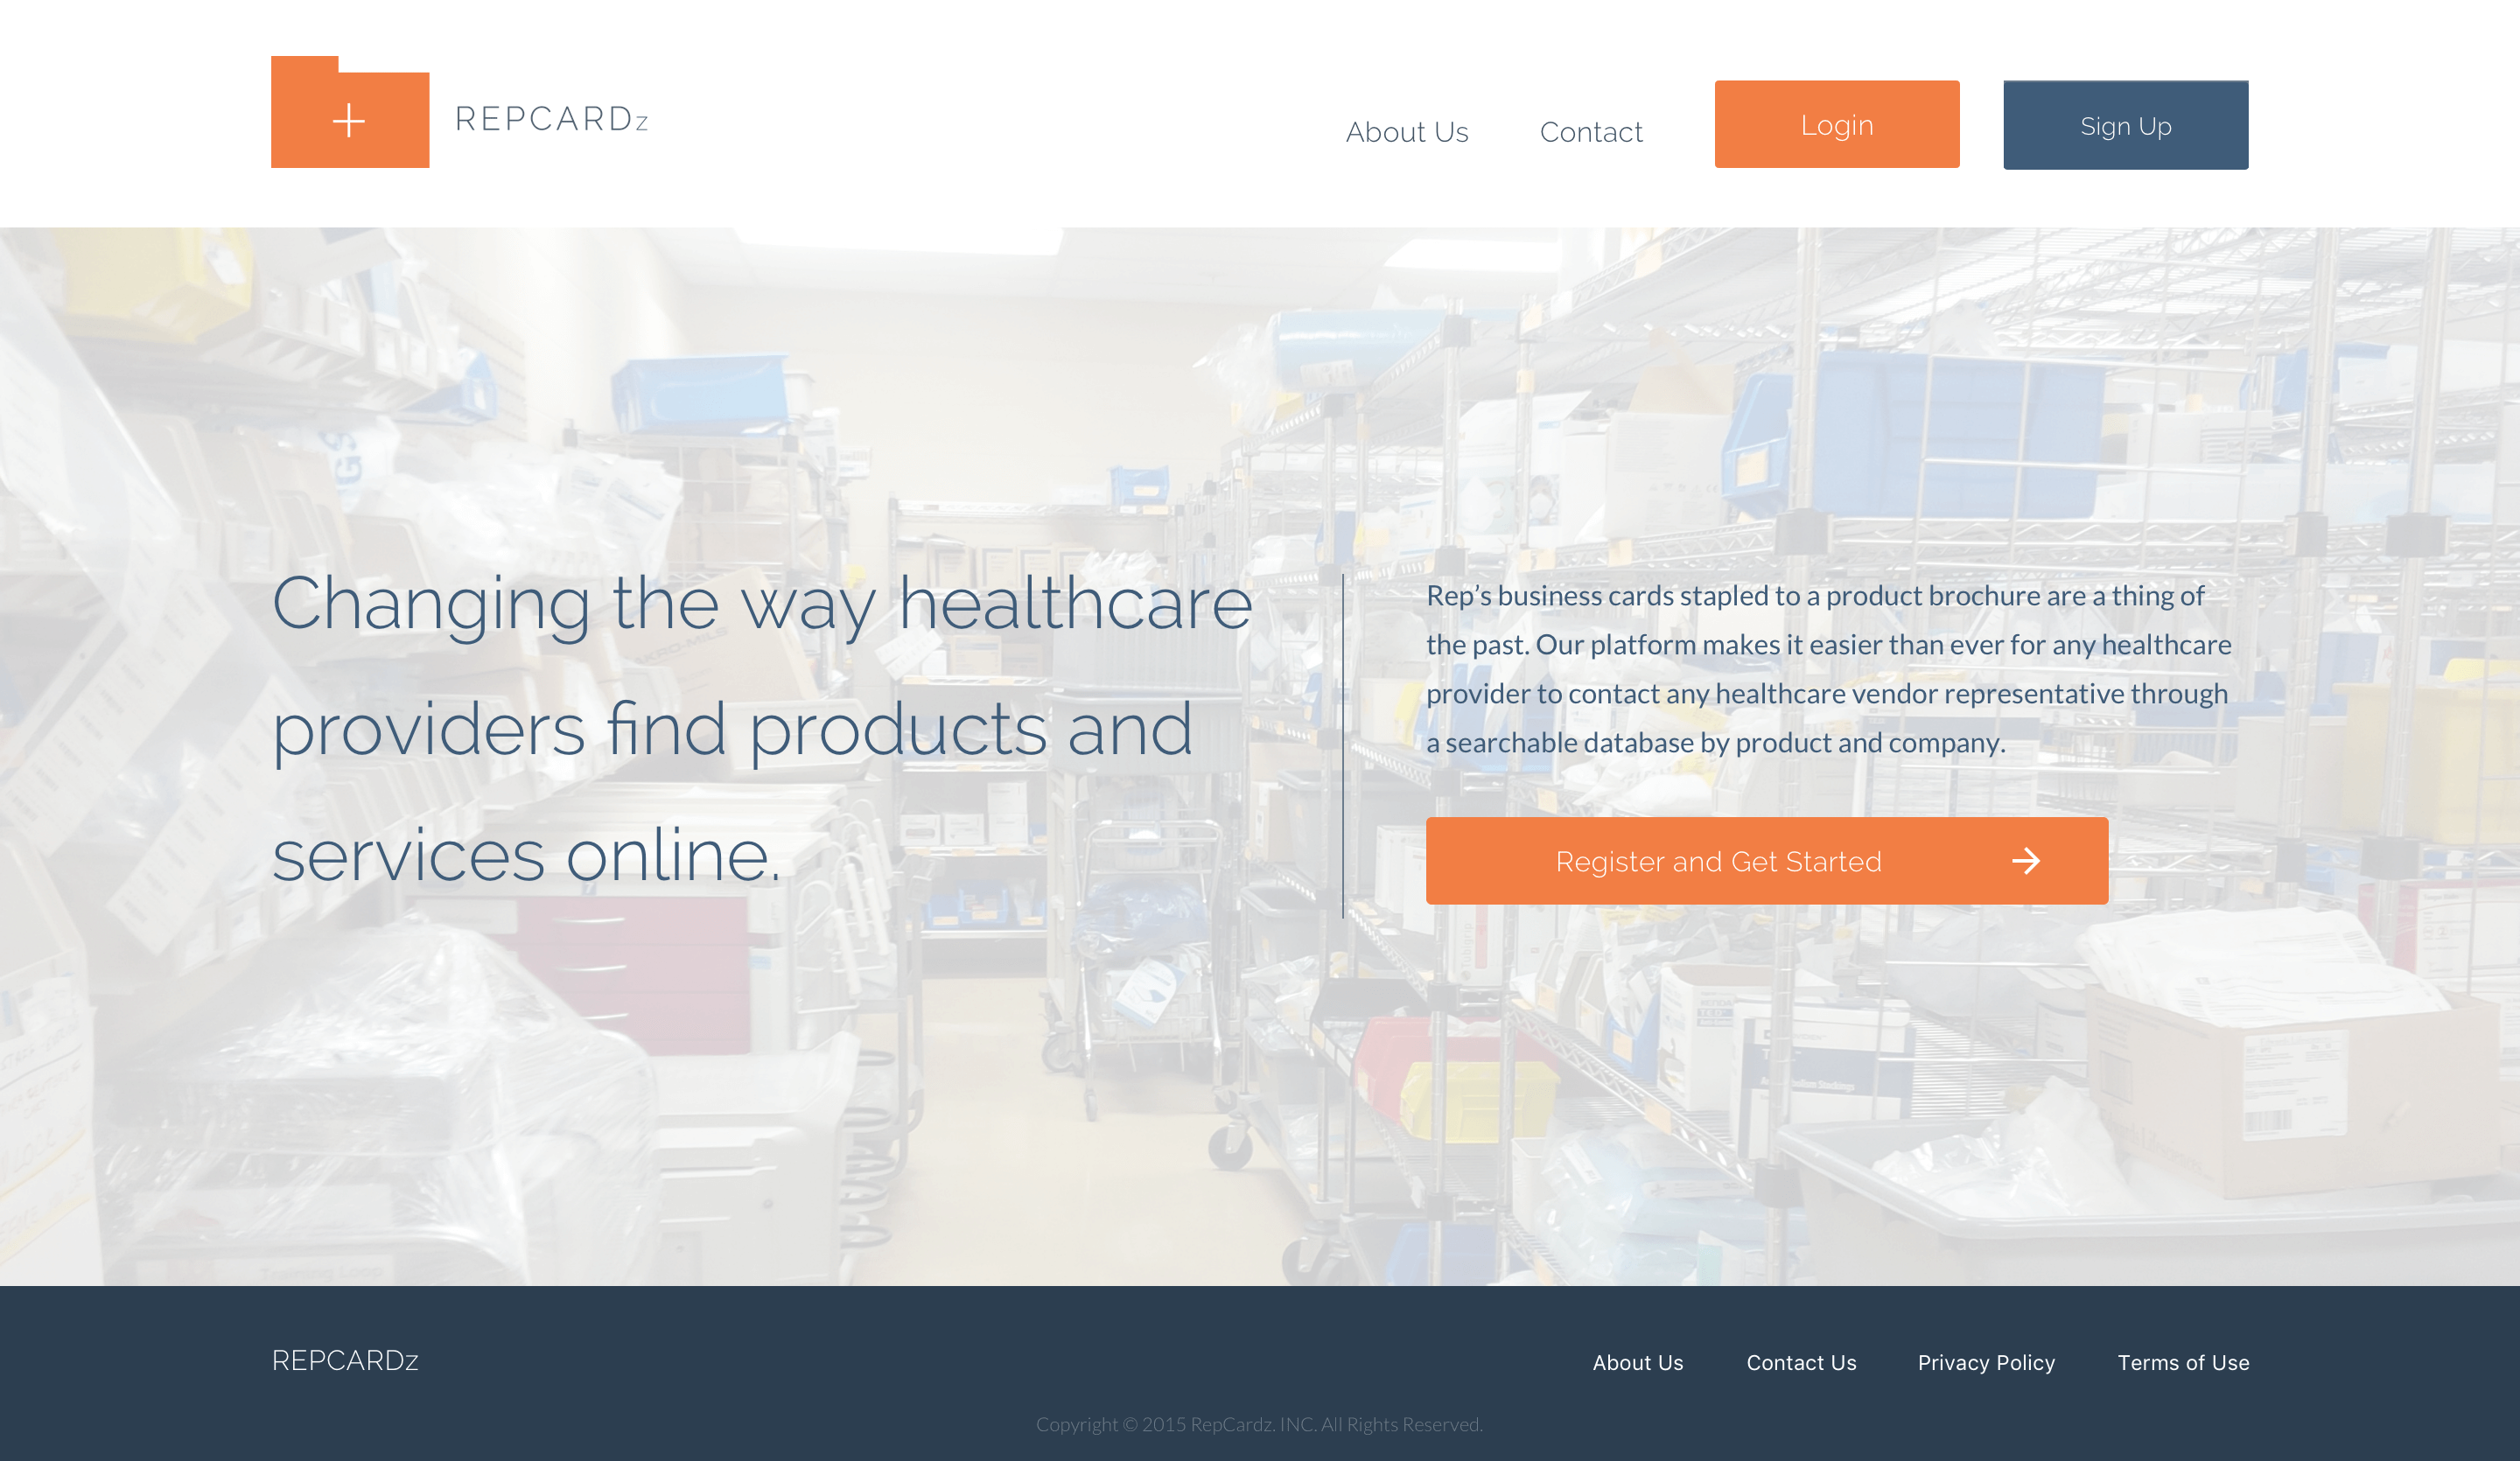 REPCARDz
About Us
Contact
Login
Sign Up
Changing the way healthcare
providers find products and
services online.
Rep’s business cards stapled to a product brochure are a thing of
the past. Our platform makes it easier than ever for any healthcare
provider to contact any healthcare vendor representative through
a searchable database by product and company.
Register and Get Started
REPCARDz
About Us
Contact Us
Privacy Policy
Terms of Use
Copyright © 2015 RepCardz. INC. All Rights Reserved.